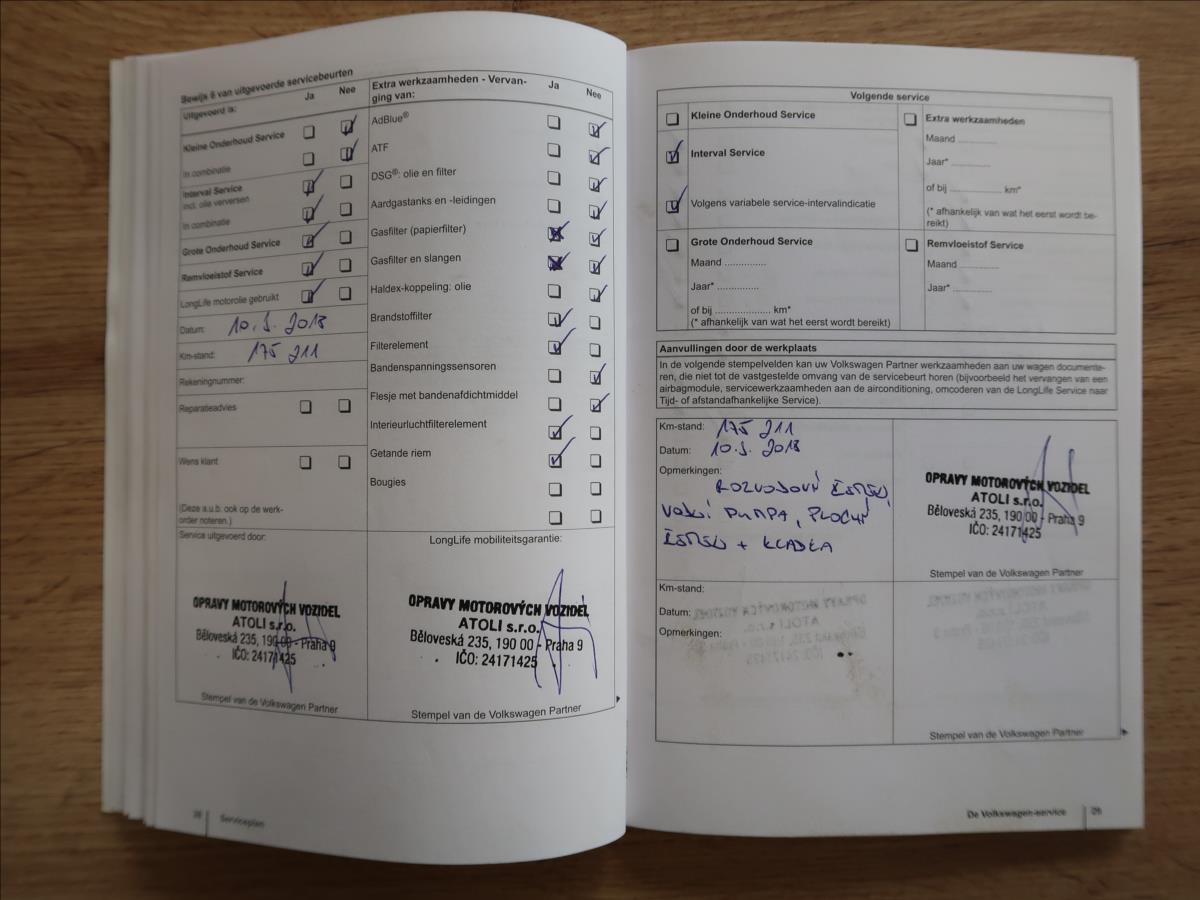 Bewijs 6 van uitgevoerde servicebeurten
Uitgevoerd is:
Ja
Nee
Kleine Onderhoud Service
In combinatie
Interval Service
incl. olie verversen
In combinatie
Grote Onderhoud Service
Remvloeistof Service
LongLife motorolie gebruikt
Datum:
Km-stand: 175 211
Rekeningnummer:
Reparatieadvies
Wens klant
(Deze a.u.b. ook op de werk-
order noteren.)
Service uitgevoerd door:
OPRAVY MOTOROVÝCH VOZIDEL
ATOLI s.r.o.
Běloveská 235, 190 00 - Praha 9
IČO: 24171425
Stempel van de Volkswagen Partner
Extra werkzaamheden - Vervan-
ging van:
Ja
Nee
AdBlue®
ATF
DSG®: olie en filter
Aardgastanks en -leidingen
Gasfilter (papierfilter)
Gasfilter en slangen
Haldex-koppeling: olie
Brandstoffilter
Filterelement
Bandenspanningssensoren
Flesje met bandenafdichtmiddel
Interieurluchtfilterelement
Getande riem
Bougies
LongLife mobiliteitsgarantie:
OPRAVY MOTOROVÝCH VOZIDEL
ATOLI s.r.o.
Běloveská 235, 190 00 - Praha 9
IČO: 24171425
Stempel van de Volkswagen Partner
Serviceplan
Volgende service
Kleine Onderhoud Service
Interval Service
Volgens variabele service-intervalindicatie
Grote Onderhoud Service
Maand ...............
Jaar* ...............
of bij ................ km*
(* afhankelijk van wat het eerst wordt bereikt)
Extra werkzaamheden
Maand ..............
Jaar* ..............
of bij .................. km*
(* afhankelijk van wat het eerst wordt be-
reikt)
Remvloeistof Service
Maand ..............
Jaar* ..............
Aanvullingen door de werkplaats
In de volgende stempelvelden kan uw Volkswagen Partner werkzaamheden aan uw wagen documente-
ren, die niet tot de vastgestelde omvang van de servicebeurt horen (bijvoorbeeld het vervangen van een
airbagmodule, servicewerkzaamheden aan de airconditioning, omcoderen van de LongLife Service naar
Tijd- of afstandafhankelijke Service).
Km-stand: 175 211
Datum:
Opmerkingen:
ROZVODOVÝ ŘEMEN,
VODNÍ PUMPA, PLOCHÝ
ŘEMEN + KLADKA
OPRAVY MOTOROVÝCH VOZIDEL
ATOLI s.r.o.
Běloveská 235, 190 00 - Praha 9
IČO: 24171425
Stempel van de Volkswagen Partner
Km-stand:
Datum:
Opmerkingen:
Stempel van de Volkswagen Partner
De Volkswagen-service